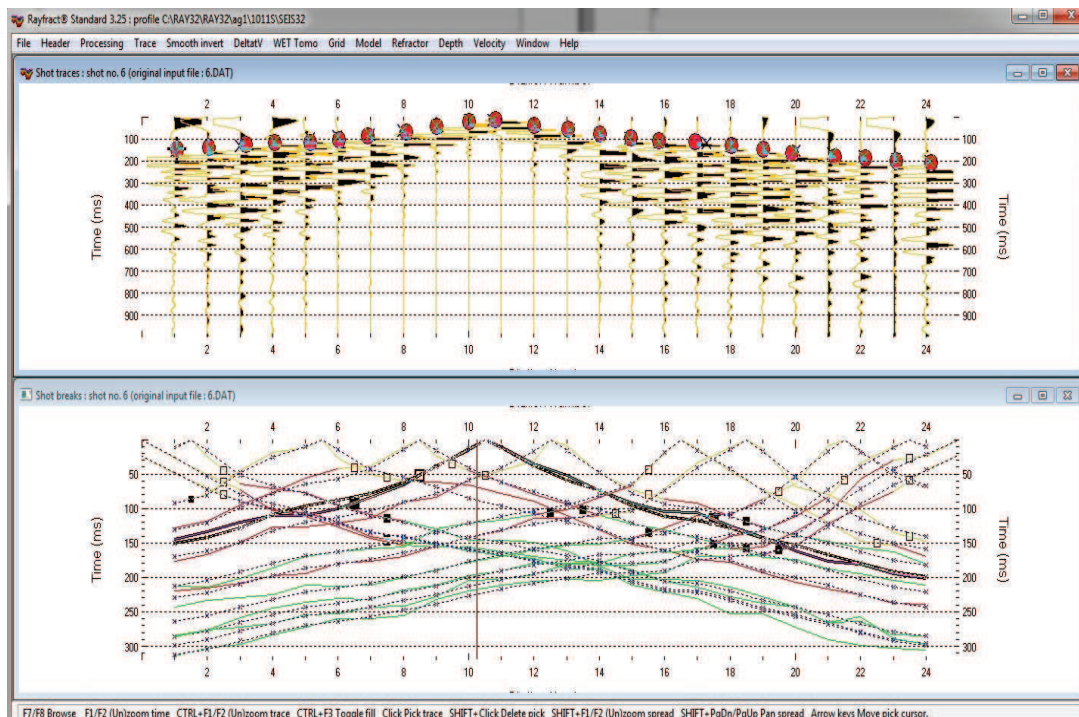 Rayfract® Standard 3.25 : profile C:\RAY32\RAY32\ag1\1011S\SEIS32
File Header Processing Trace Smooth invert DeltatV WET Tomo Grid Model Refractor Depth Velocity Window Help
Shot traces : shot no. 6 (original input file : 6.DAT)
2 4 6 8 10 12 14 16 18 20 22 24
100 100
200 200
300 300
400 400
500 500
600 600
700 700
800 800
900 900
Time (ms) Time (ms)
2 4 6 8 10 12 14 16 18 20 22 24
Shot breaks : shot no. 6 (original input file : 6.DAT)
2 4 6 8 10 12 14 16 18 20 22 24
50 50
100 100
150 150
200 200
250 250
300 300
Time (ms) Time (ms)
2 4 6 8 10 12 14 16 18 20 22 24
F7/F8 Browse F1/F2 (Un)zoom time CTRL+F1/F2 (Un)zoom trace CTRL+F3 Toggle fill Click Pick trace SHIFT+Click Delete pick SHIFT+F1/F2 (Un)zoom spread SHIFT+PgDn/PgUp Pan spread Arrow keys Move pick cursor.